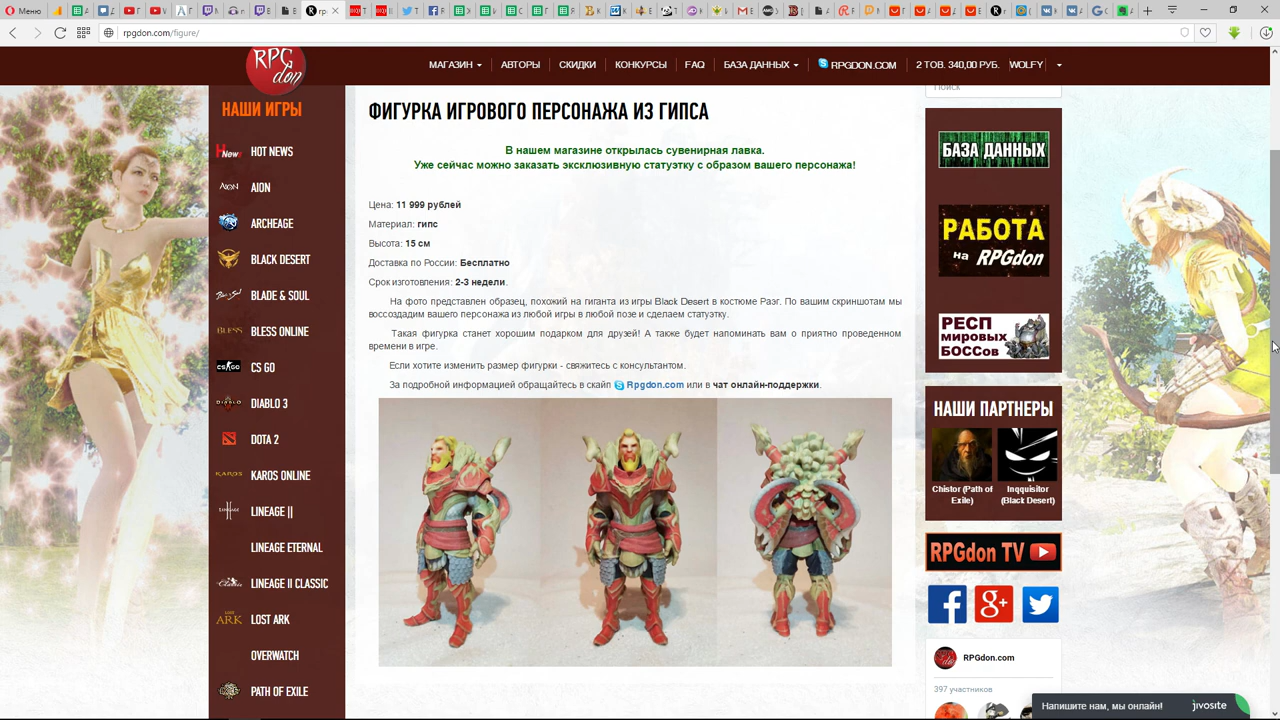 Меню
rpgdon.com/figure/
RPG
don
МАГАЗИН
АВТОРЫ
СКИДКИ
КОНКУРСЫ
FAQ
БАЗА ДАННЫХ
RPGDON.COM
2 ТОВ. 340,00 РУБ.
WOLFY
НАШИ ИГРЫ
HOT NEWS
AION
ARCHEAGE
BLACK DESERT
BLADE & SOUL
BLESS ONLINE
CS GO
DIABLO 3
DOTA 2
KAROS ONLINE
LINEAGE ||
LINEAGE ETERNAL
LINEAGE II CLASSIC
LOST ARK
OVERWATCH
PATH OF EXILE
ФИГУРКА ИГРОВОГО ПЕРСОНАЖА ИЗ ГИПСА
В нашем магазине открылась сувенирная лавка.
Уже сейчас можно заказать эксклюзивную статуэтку с образом вашего персонажа!
Цена: 11 999 рублей
Материал: гипс
Высота: 15 см
Доставка по России: Бесплатно
Срок изготовления: 2-3 недели.
На фото представлен образец, похожий на гиганта из игры Black Desert в костюме Раэг. По вашим скриншотам мы
воссоздадим вашего персонажа из любой игры в любой позе и сделаем статуэтку.
Такая фигурка станет хорошим подарком для друзей! А также будет напоминать вам о приятно проведенном
времени в игре.
Если хотите изменить размер фигурки - свяжитесь с консультантом.
За подробной информацией обращайтесь в скайп Rpgdon.com или в чат онлайн-поддержки.
Поиск
БАЗА ДАННЫХ
РАБОТА
на RPGdon
РЕСП
мировых
БОССов
НАШИ ПАРТНЕРЫ
Chistor (Path of
Exile)
Inqquisitor
(Black Desert)
RPGdon TV
RPGdon.com
397 участников
Напишите нам, мы онлайн!
jivosite